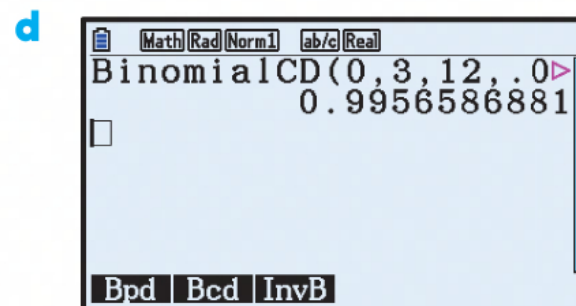 d
Math Rad Norm1 ab/c Real
BinomialCD(0,3,12,.0
0.9956586881
Bpd Bcd InvB